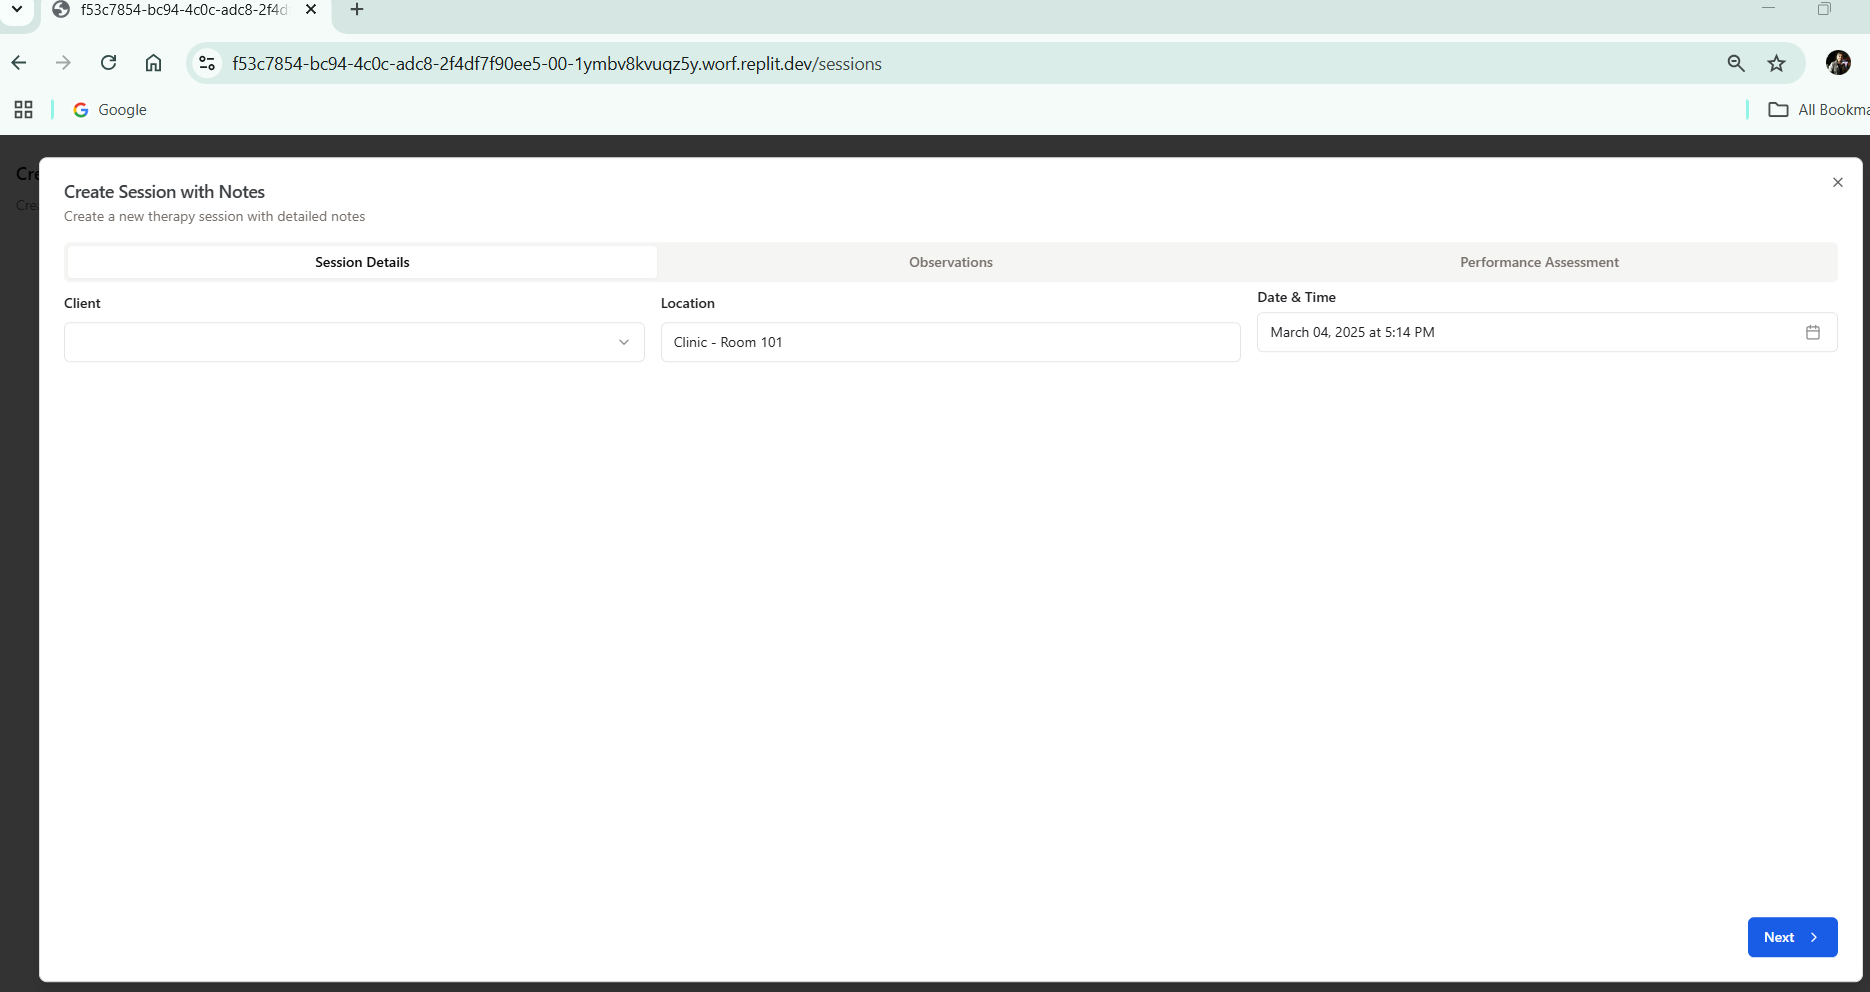 f53c7854-bc94-4c0c-adc8-2f4d
f53c7854-bc94-4c0c-adc8-2f4df7f90ee5-00-1ymbv8kvuqz5y.worf.replit.dev/sessions
Google
All Bookma
Cre
Cre
Create Session with Notes
Create a new therapy session with detailed notes
Session Details
Observations
Performance Assessment
Client
Location
Date & Time
Clinic - Room 101
March 04, 2025 at 5:14 PM
Next